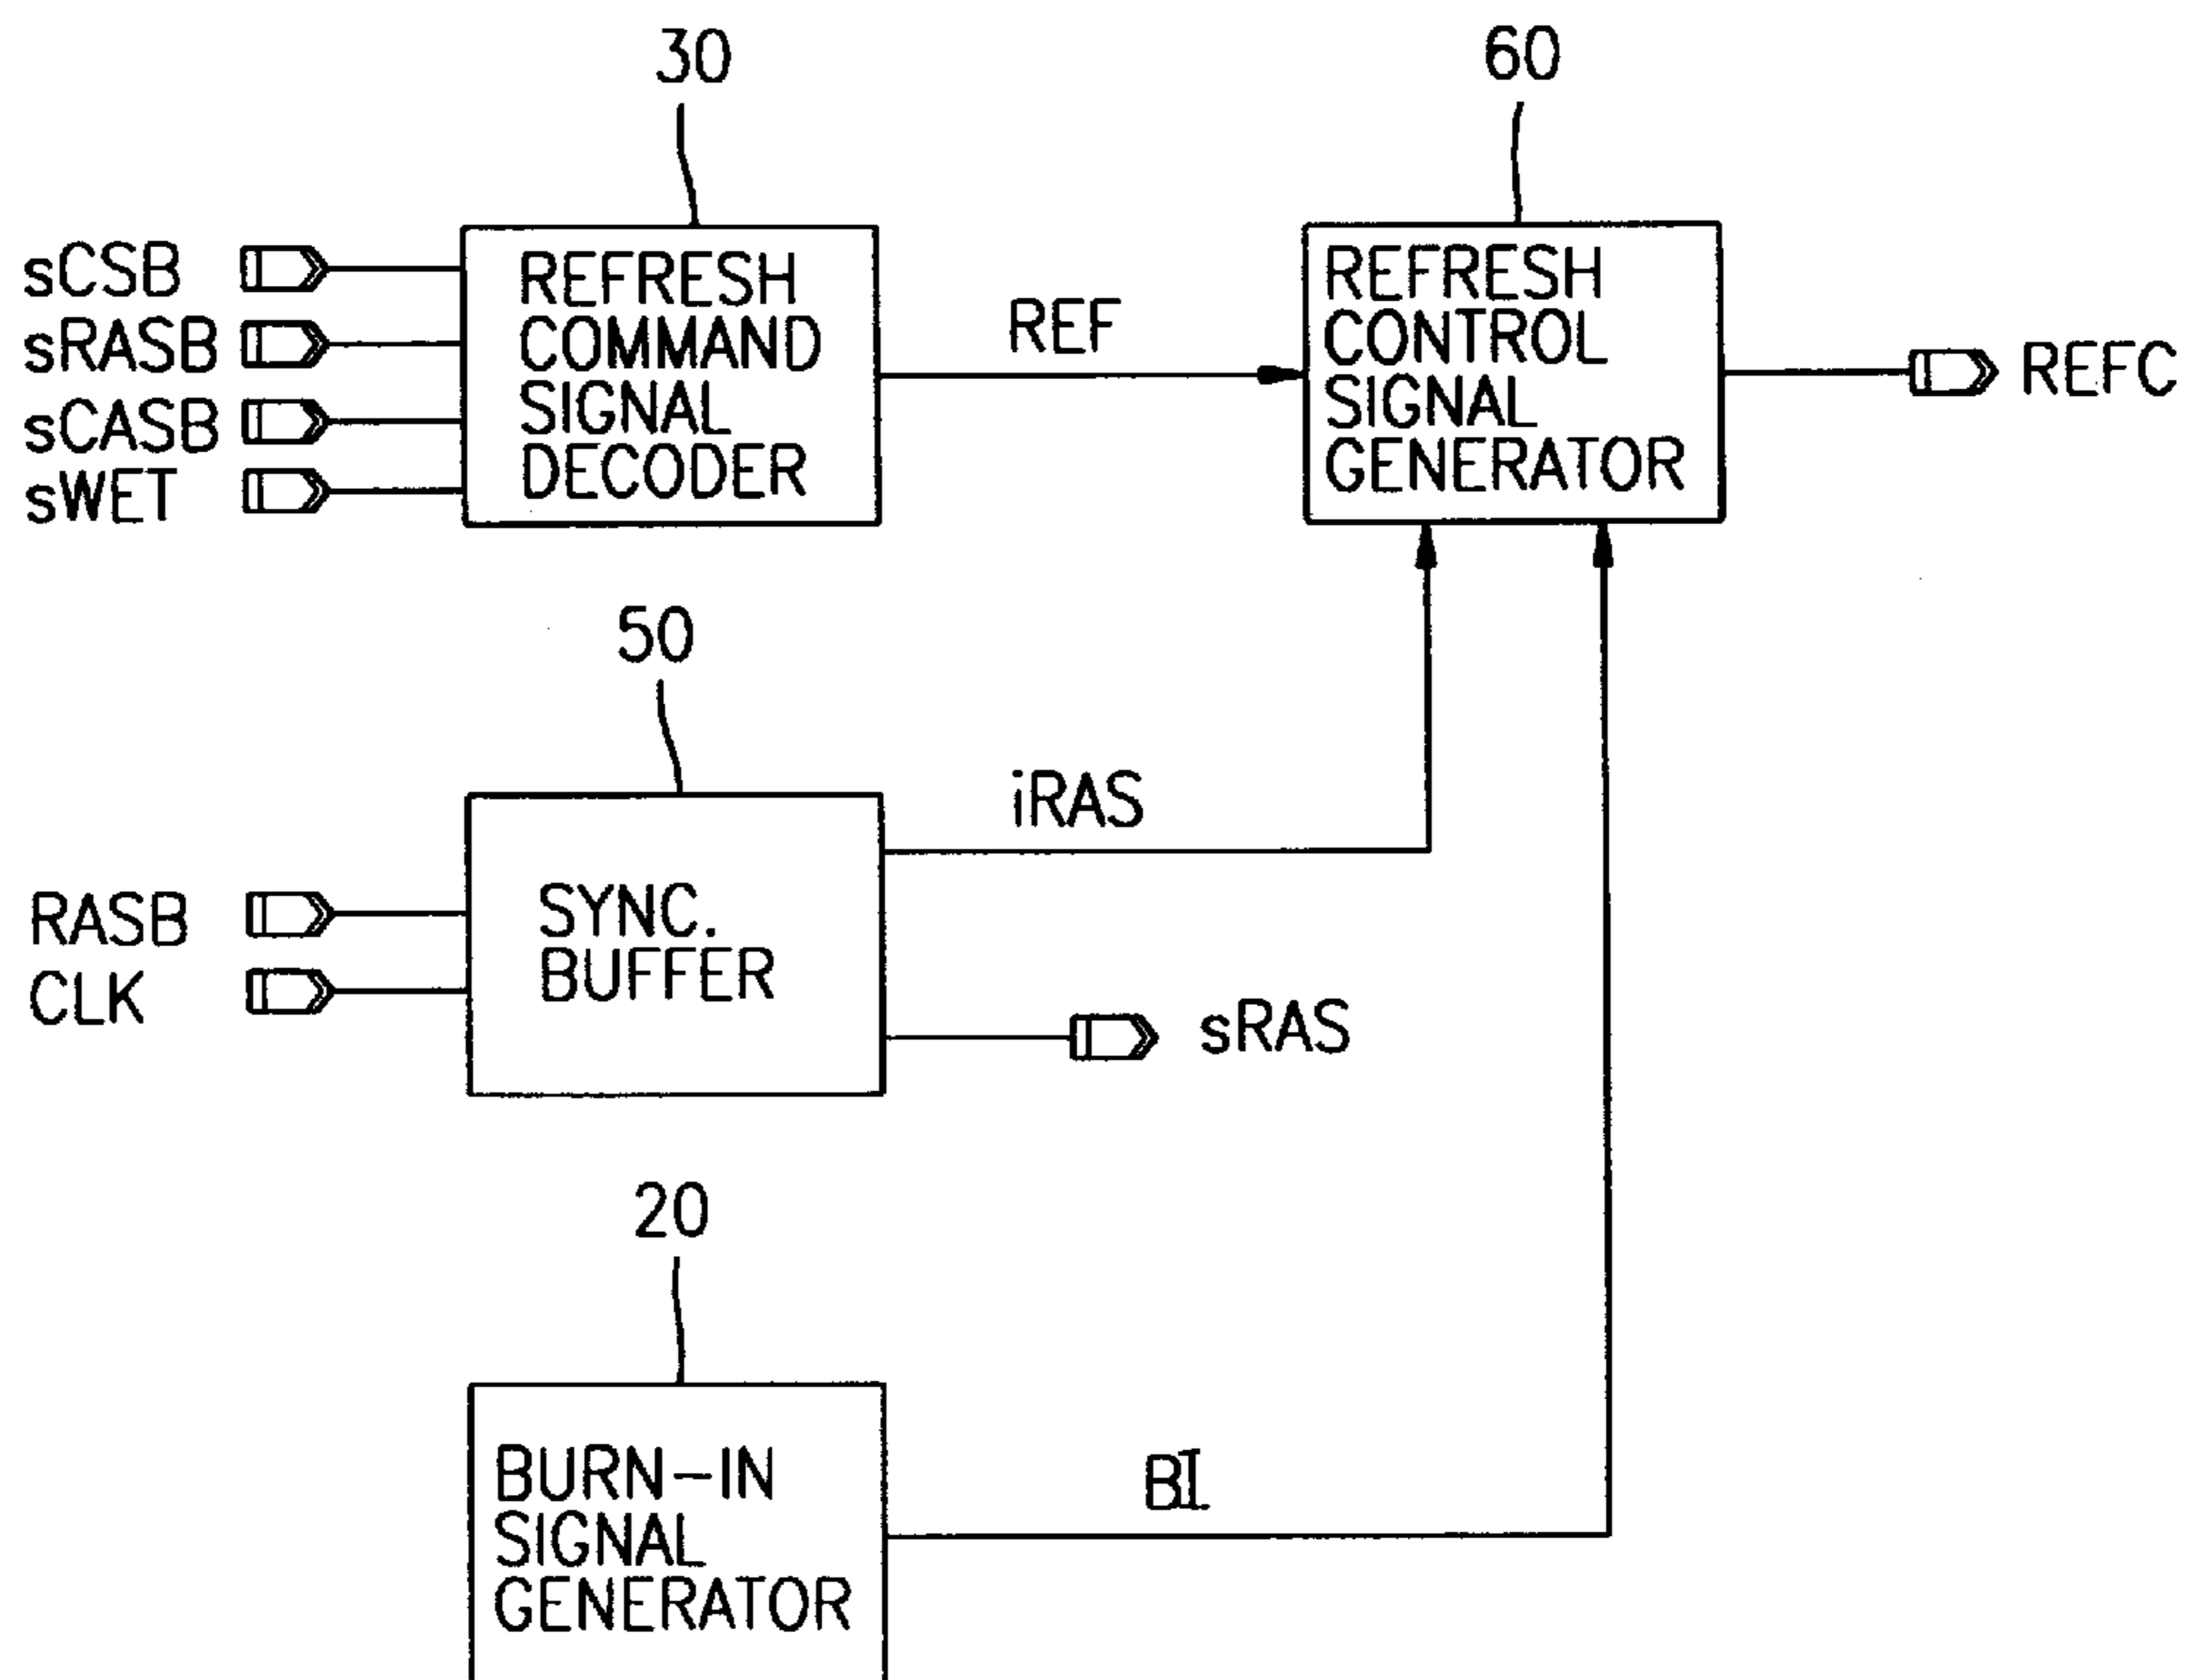 30
60
sCSB
sRASB
sCASB
sWET
REFRESH
COMMAND
SIGNAL
DECODER
REF
REFRESH
CONTROL
SIGNAL
GENERATOR
REFC
50
iRAS
RASB
CLK
SYNC.
BUFFER
sRAS
20
BURN-IN
SIGNAL
GENERATOR
BI